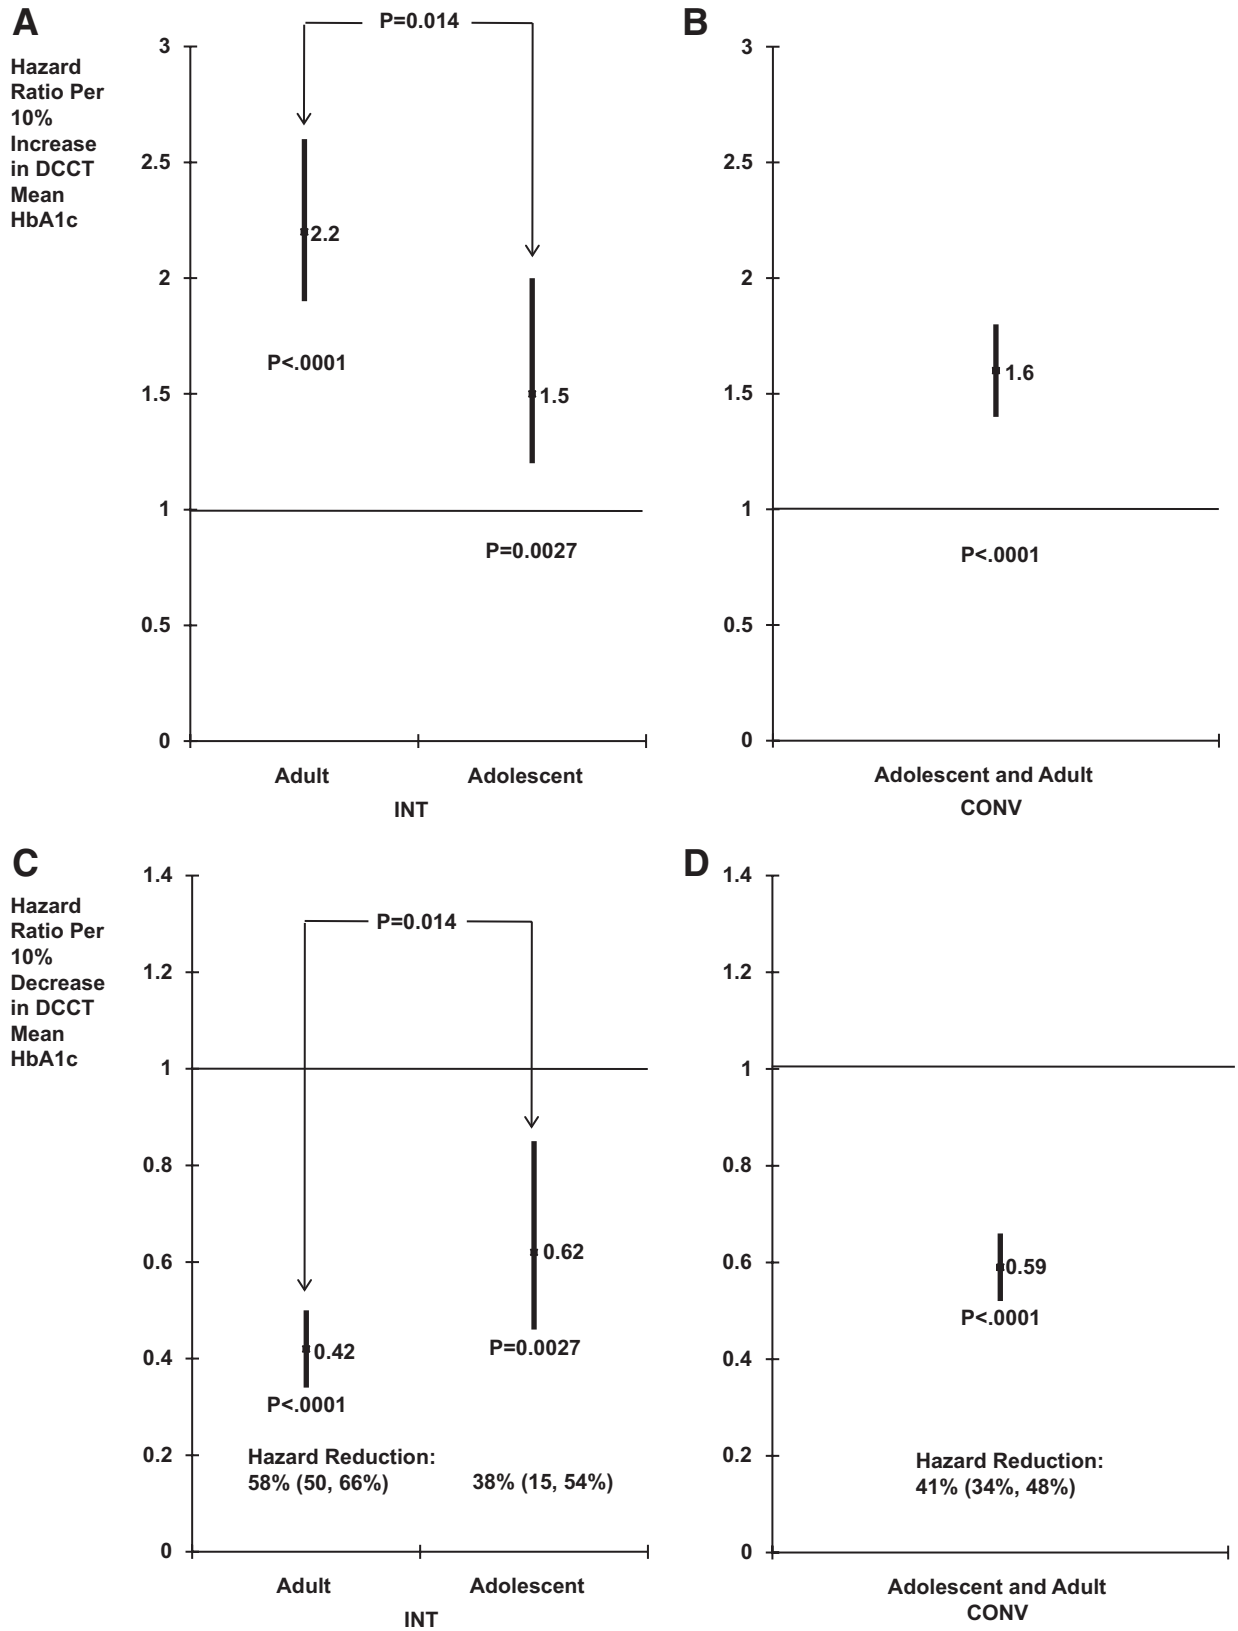 A
Hazard
Ratio Per
10%
Increase
in DCCT
Mean
HbA1c
3
2.5
2
1.5
1
0.5
0
P=0.014
2.2
P<.0001
1.5
P=0.0027
Adult
Adolescent
INT
B
3
2.5
2
1.5
1
0.5
0
1.6
P<.0001
Adolescent and Adult
CONV
C
Hazard
Ratio Per
10%
Decrease
in DCCT
Mean
HbA1c
1.4
1.2
1
0.8
0.6
0.4
0.2
0
P=0.014
0.62
P=0.0027
0.42
P<.0001
Hazard Reduction:
58% (50, 66%)
38% (15, 54%)
Adult
Adolescent
INT
D
1.4
1.2
1
0.8
0.6
0.4
0.2
0
0.59
P<.0001
Hazard Reduction:
41% (34%, 48%)
Adolescent and Adult
CONV